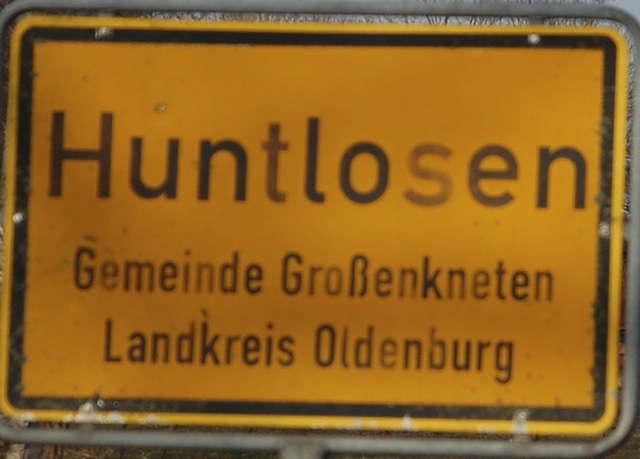 Huntlosen
Gemeinde Großenkneten
Landkreis Oldenburg